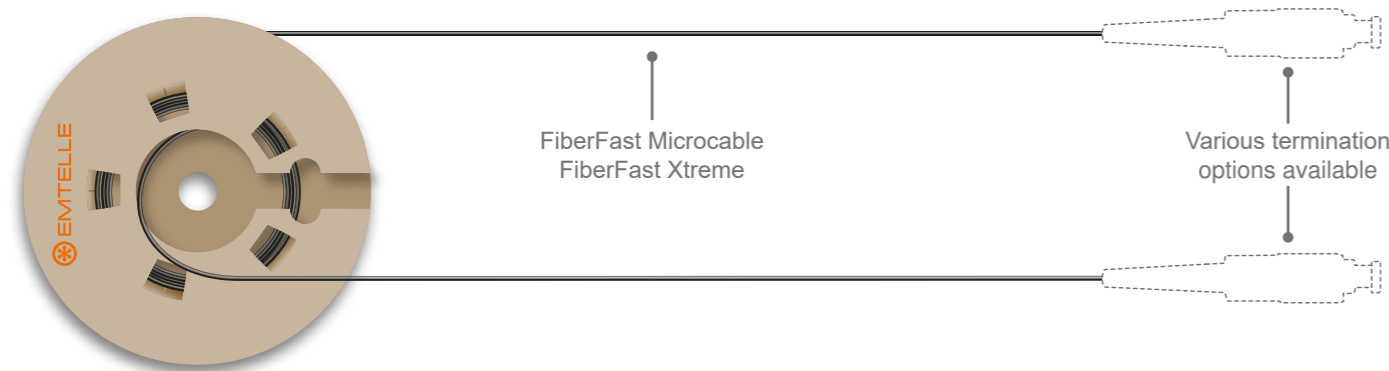 EMTELLE
FiberFast Microcable
FiberFast Xtreme
Various termination
options available